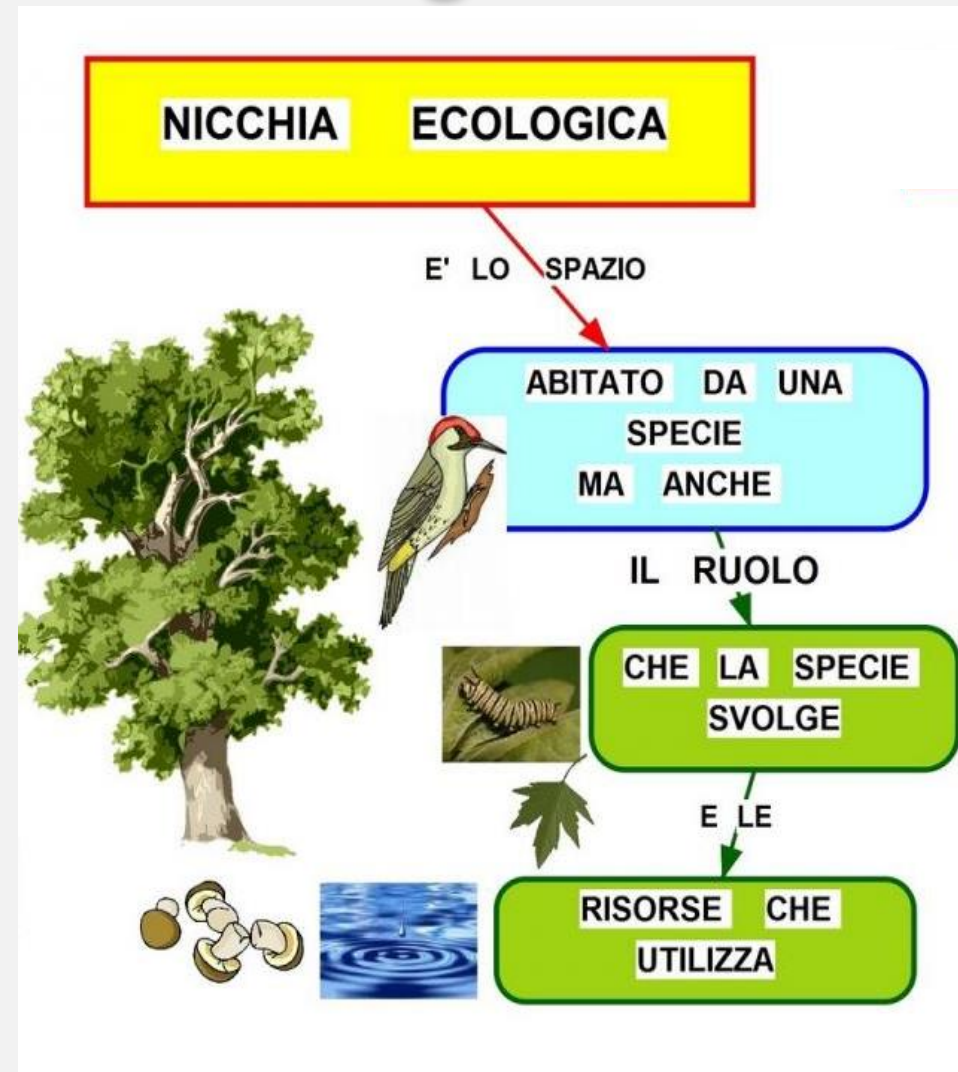 NICCHIA ECOLOGICA
E' LO SPAZIO
ABITATO DA UNA
SPECIE
MA ANCHE
IL RUOLO
CHE LA SPECIE
SVOLGE
E LE
RISORSE CHE
UTILIZZA